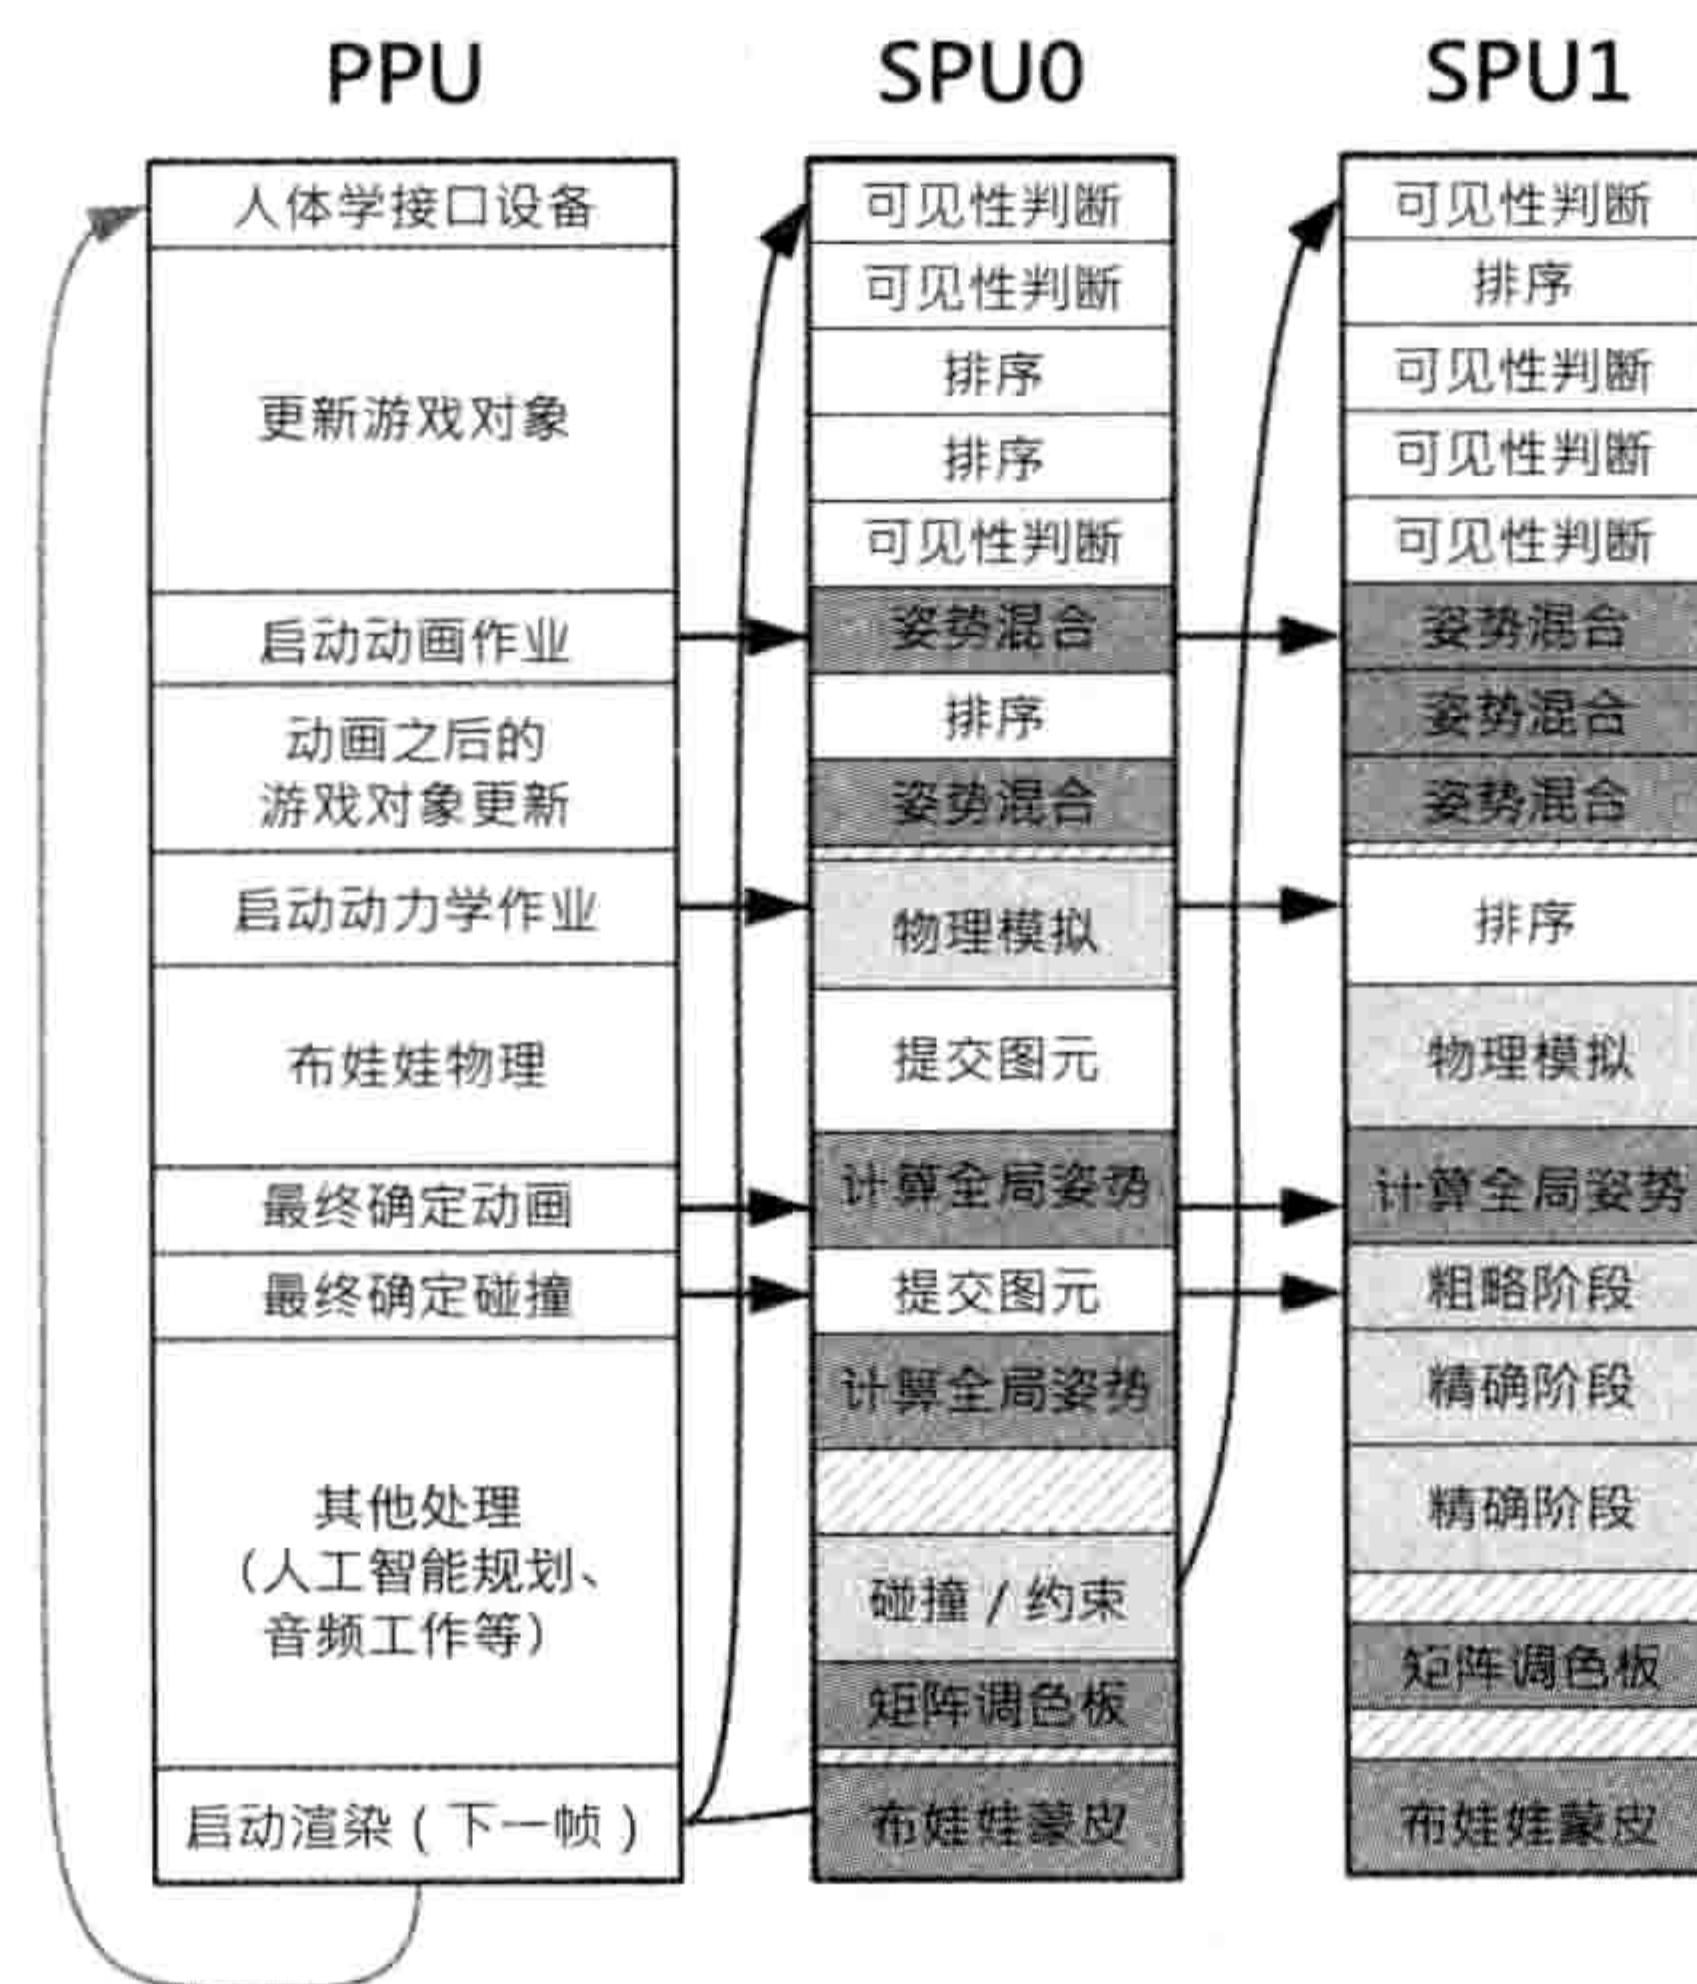 PPU
人体学接口设备
更新游戏对象
启动动画作业
动画之后的
游戏对象更新
启动动力学作业
布娃娃物理
最终确定动画
最终确定碰撞
其他处理
（人工智能规划、
音频工作等）
启动渲染（下一帧）
SPU0
可见性判断
可见性判断
排序
排序
可见性判断
姿势混合
排序
姿势混合
物理模拟
提交图元
计算全局姿势
提交图元
计算全局姿势
碰撞 / 约束
矩阵调色板
布娃娃蒙皮
SPU1
可见性判断
排序
可见性判断
可见性判断
可见性判断
姿势混合
姿势混合
姿势混合
排序
物理模拟
计算全局姿势
粗略阶段
精确阶段
精确阶段
矩阵调色板
布娃娃蒙皮